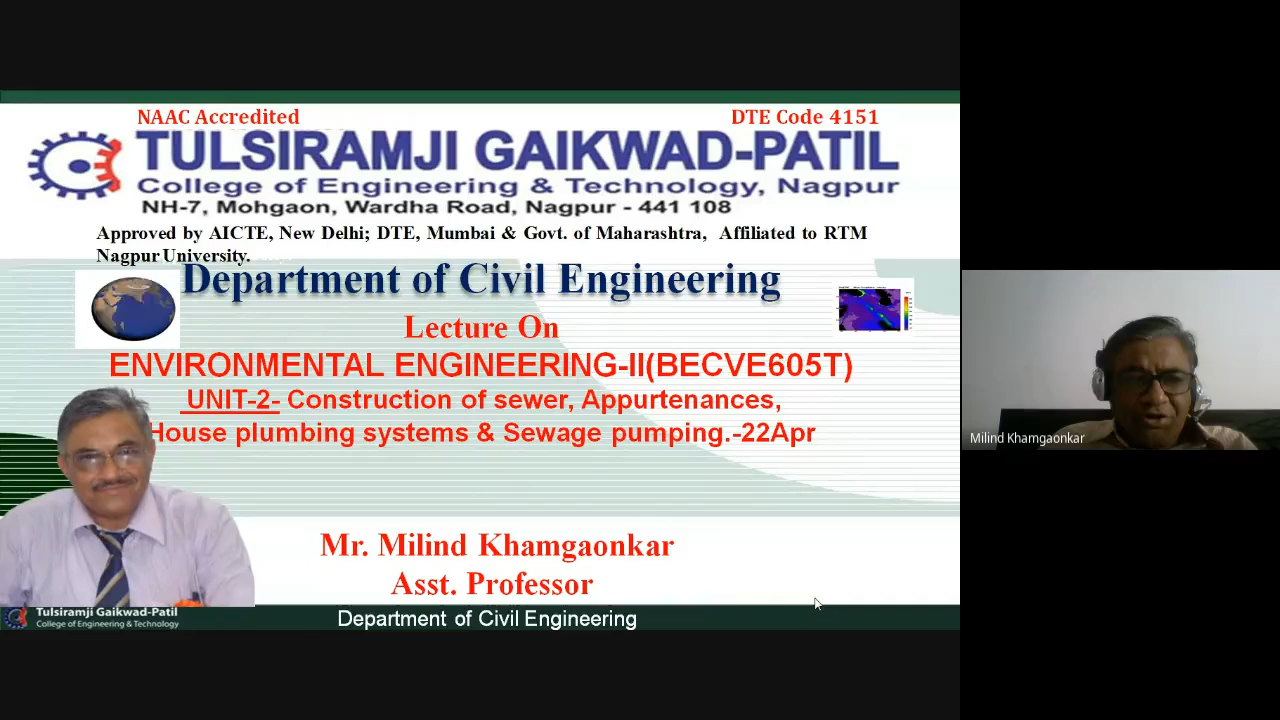 NAAC Accredited DTE Code 4151
TULSIRAMJI GAIKWAD-PATIL
College of Engineering & Technology, Nagpur
NH-7, Mohgaon, Wardha Road, Nagpur - 441 108
Approved by AICTE, New Delhi; DTE, Mumbai & Govt. of Maharashtra, Affiliated to RTM
Nagpur University.
Department of Civil Engineering
Lecture On
ENVIRONMENTAL ENGINEERING-II(BECVE605T)
UNIT-2- Construction of sewer, Appurtenances,
House plumbing systems & Sewage pumping.-22Apr
Milind Khamgaonkar
Mr. Milind Khamgaonkar
Asst. Professor
Tulsiramji Gaikwad-Patil
College of Engineering & Technology
Department of Civil Engineering